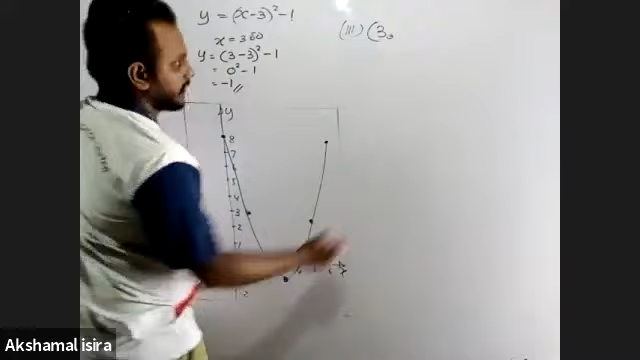 y = (x-3)² -1
x = 3 විට
y = (3-3)² -1
= 0² -1
= -1
(III) (3,
y
8
7
6
5
4
3
2
1
-2
Akshamal isira